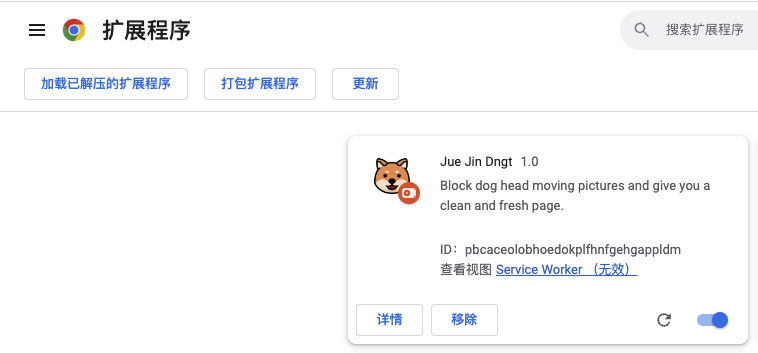 扩展程序
搜索扩展程序
加载已解压的扩展程序
打包扩展程序
更新
Jue Jin Dngt 1.0
Block dog head moving pictures and give you a
clean and fresh page.
ID：pbcaceolobhoedokplfhnfgehgappldm
查看视图 Service Worker （无效）
详情
移除